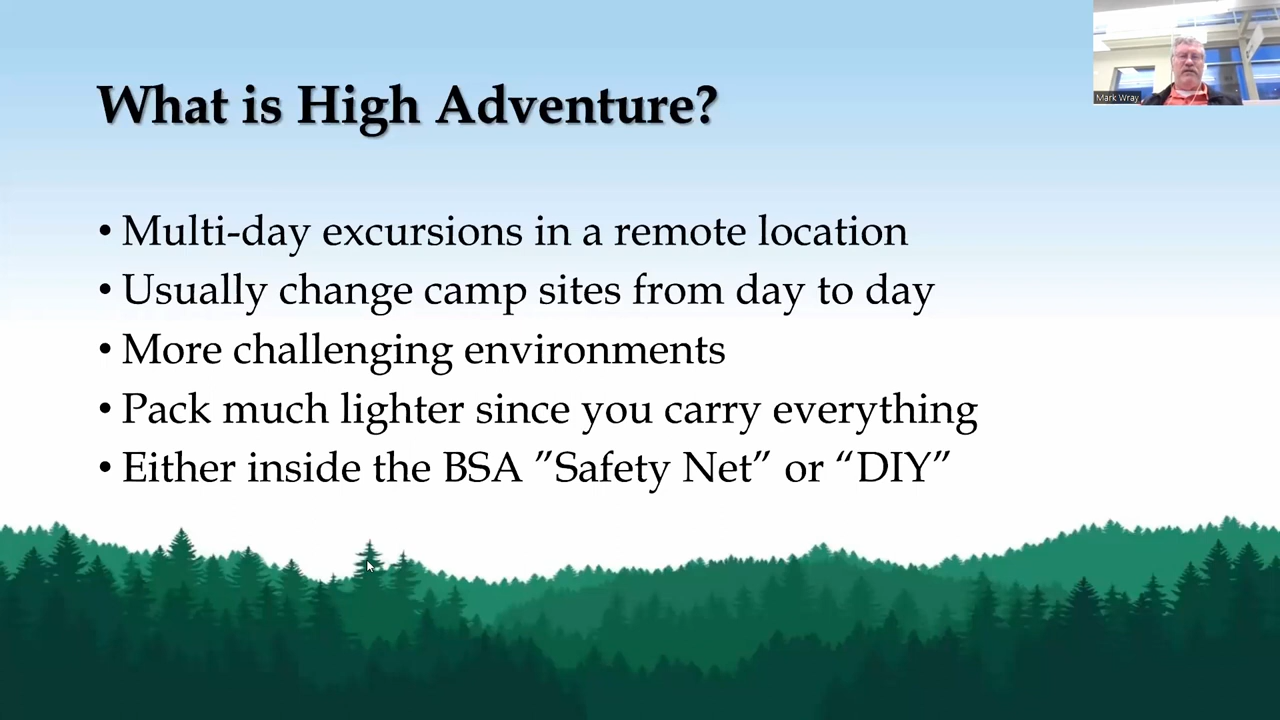 What is High Adventure?
Mark Wray
• Multi-day excursions in a remote location
• Usually change camp sites from day to day
• More challenging environments
• Pack much lighter since you carry everything
• Either inside the BSA ”Safety Net” or “DIY”